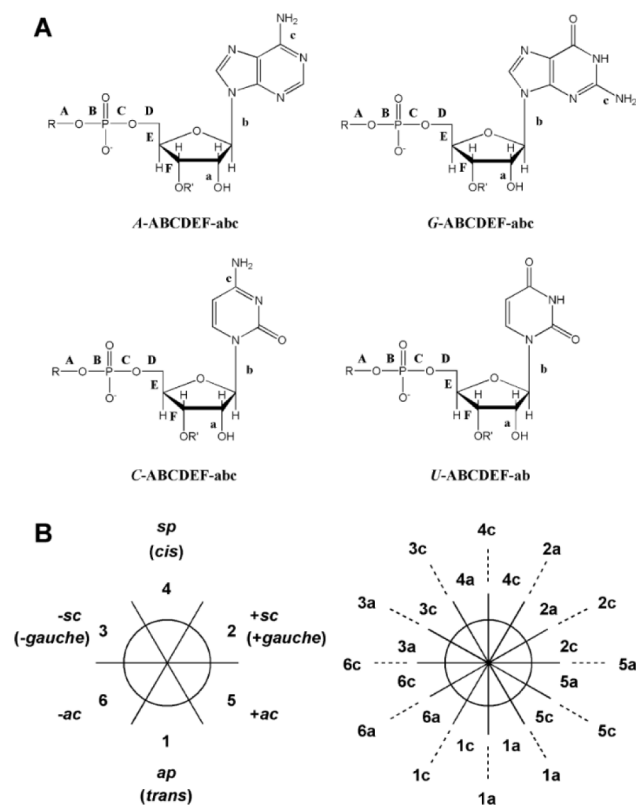 A
NH₂
c
N
N
N
N
O
A B C D
R O P O
O⁻
b
E
O
H H
H F H
a
OR' OH
A-ABCDEF-abc
O
N
NH
N
N
c
NH₂
O
A B C D
R O P O
O⁻
b
E
O
H H
H F H
a
OR' OH
G-ABCDEF-abc
NH₂
c
N
N
O
O
A B C D
R O P O
O⁻
b
E
O
H H
H F H
a
OR' OH
C-ABCDEF-abc
O
NH
N
O
O
A B C D
R O P O
O⁻
b
E
O
H H
H F H
a
OR' OH
U-ABCDEF-ab
B
sp
(cis)
4
-sc
(-gauche)
3
+sc
(+gauche)
2
-ac
6
5
+ac
1
ap
(trans)
4c
3c 2a
4a 4c
3a 3c 2a 2c
3a 2c
6c 5a
6c 5a
6a 6a 5c 5c
1c 1a
1c 1a
1a